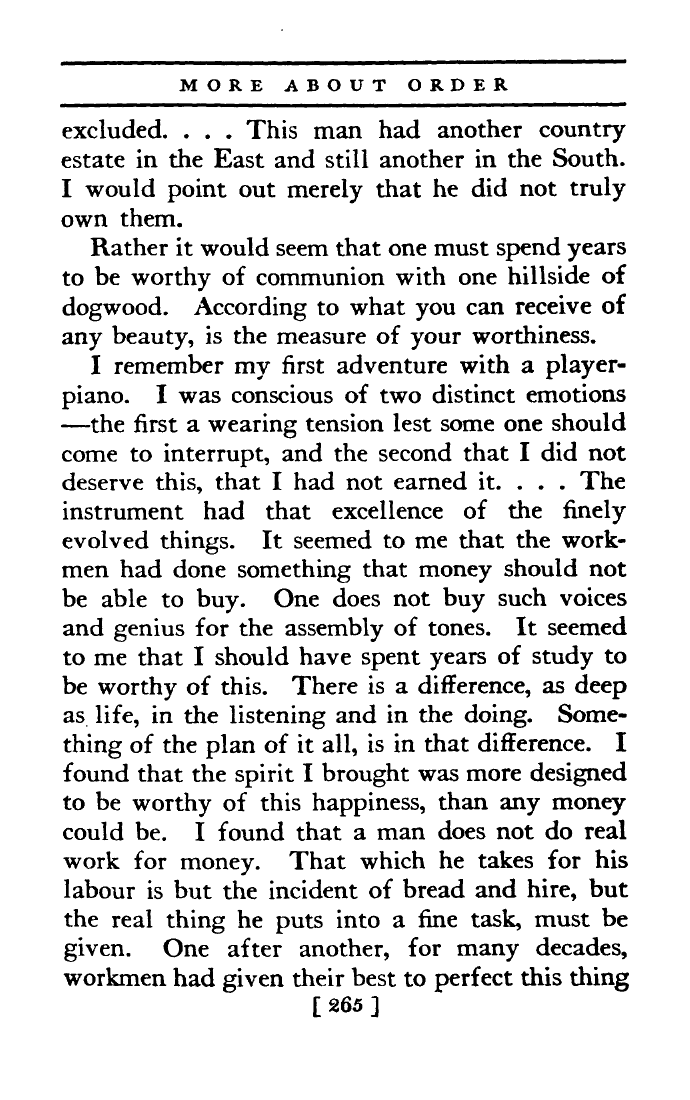 MORE ABOUT ORDER
excluded. . . . This man had another country
estate in the East and still another in the South.
I would point out merely that he did not truly
own them.
Rather it would seem that one must spend years
to be worthy of communion with one hillside of
dogwood. According to what you can receive of
any beauty, is the measure of your worthiness.
I remember my first adventure with a player-
piano. I was conscious of two distinct emotions
—the first a wearing tension lest some one should
come to interrupt, and the second that I did not
deserve this, that I had not earned it. . . . The
instrument had that excellence of the finely
evolved things. It seemed to me that the work-
men had done something that money should not
be able to buy. One does not buy such voices
and genius for the assembly of tones. It seemed
to me that I should have spent years of study to
be worthy of this. There is a difference, as deep
as life, in the listening and in the doing. Some-
thing of the plan of it all, is in that difference. I
found that the spirit I brought was more designed
to be worthy of this happiness, than any money
could be. I found that a man does not do real
work for money. That which he takes for his
labour is but the incident of bread and hire, but
the real thing he puts into a fine task, must be
given. One after another, for many decades,
workmen had given their best to perfect this thing
[ 265 ]